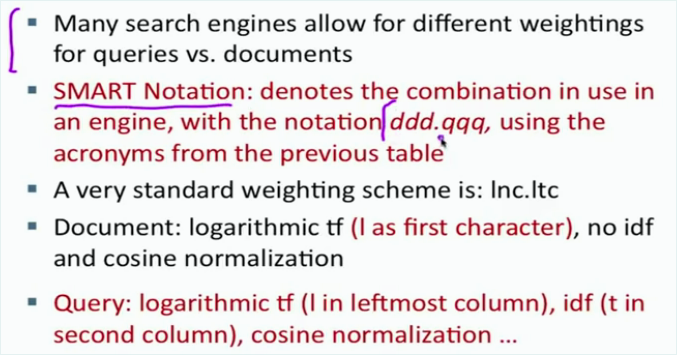 ▪ Many search engines allow for different weightings
for queries vs. documents
▪ SMART Notation: denotes the combination in use in
an engine, with the notation ddd.qqq, using the
acronyms from the previous table
▪ A very standard weighting scheme is: lnc.ltc
▪ Document: logarithmic tf (l as first character), no idf
and cosine normalization
▪ Query: logarithmic tf (l in leftmost column), idf (t in
second column), cosine normalization ...